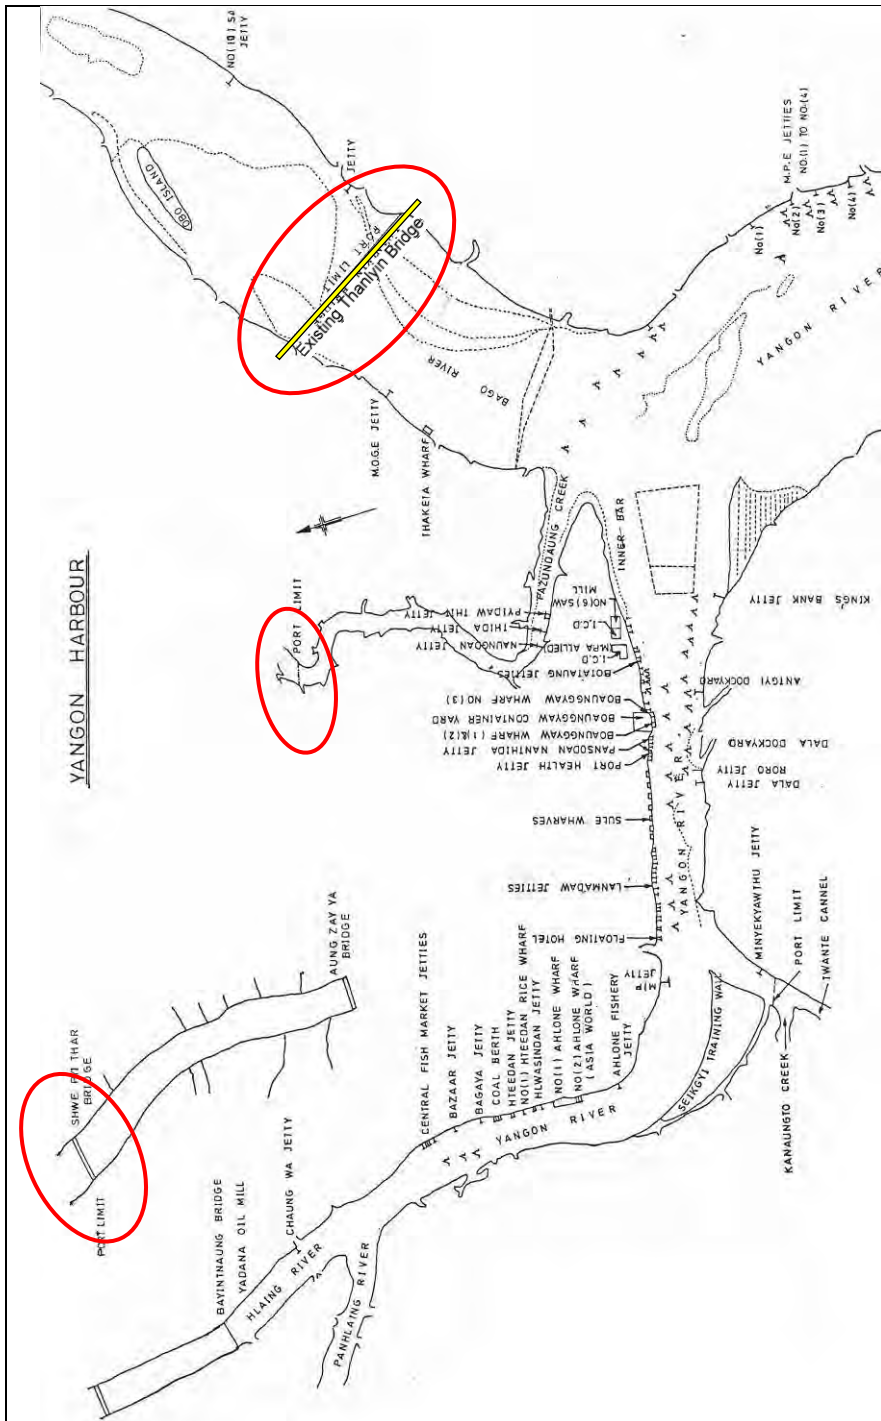 YANGON HARBOUR
NO(10) SA
JETTY
OBO ISLAND
JETTY
PORT LIMIT
Existing Thanlyin Bridge
BAGO
RIVER
M.O.G.E JETTY
THAKETA WHARF
M.P.E JETTIES
NO.(1) TO NO.(4)
No(1)
No(2)
No(3)
No(4)
YANGON RIVER
PORT LIMIT
PAZUNDAUNG CREEK
INNER BAR
NO(6) SAW
MILL
I.C.D
I.C.D
(MPA ALLIED)
PYIDAW THIT JETTY
THIDA JETTY
NAUNGDAN JETTY
BOTATAUNG JETTIES
BOAUNGGYAW WHARF NO(3)
BOAUNGGYAW CONTAINER YARD
BOAUNGGYAW WHARF (1&2)
PANSODAN NANTHIDA JETTY
PORT HEALTH JETTY
SULE WHARVES
LANMADAW JETTIES
FLOATING HOTEL
YANGON RIVER
KING'S BANK JETTY
ANTGYI DOCKYARD
DALA DOCKYARD
RORO JETTY
DALA JETTY
MINYEKYAWTHU JETTY
PORT LIMIT
TWANTE CANNEL
KANAUNGTO CREEK
SEIKGYI TRAINING WALL
M/P
JETTY
AUNG ZAY YA
BRIDGE
SHWE PYI THAR
BRIDGE
PORT LIMIT
CENTRAL FISH MARKET JETTIES
BAZAAR JETTY
BAGAYA JETTY
COAL BERTH
HTEEDAN JETTY
NO(1) HTEEDAN RICE WHARF
HLWASINDAN JETTY
NO(1) AHLONE WHARF
NO(2) AHLONE WHARF
(ASIA WORLD)
AHLONE FISHERY
JETTY
YANGON RIVER
BAYINTNAUNG BRIDGE
YADANA OIL MILL
CHAUNG WA JETTY
HLAING RIVER
PANHLAING RIVER